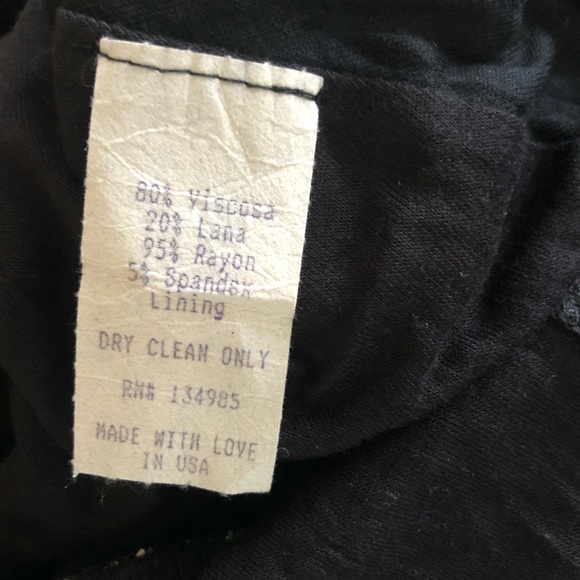 80% Viscosa
20% Lana
95% Rayon
5% Spandex
Lining
DRY CLEAN ONLY
RN# 134985
MADE WITH LOVE
IN USA